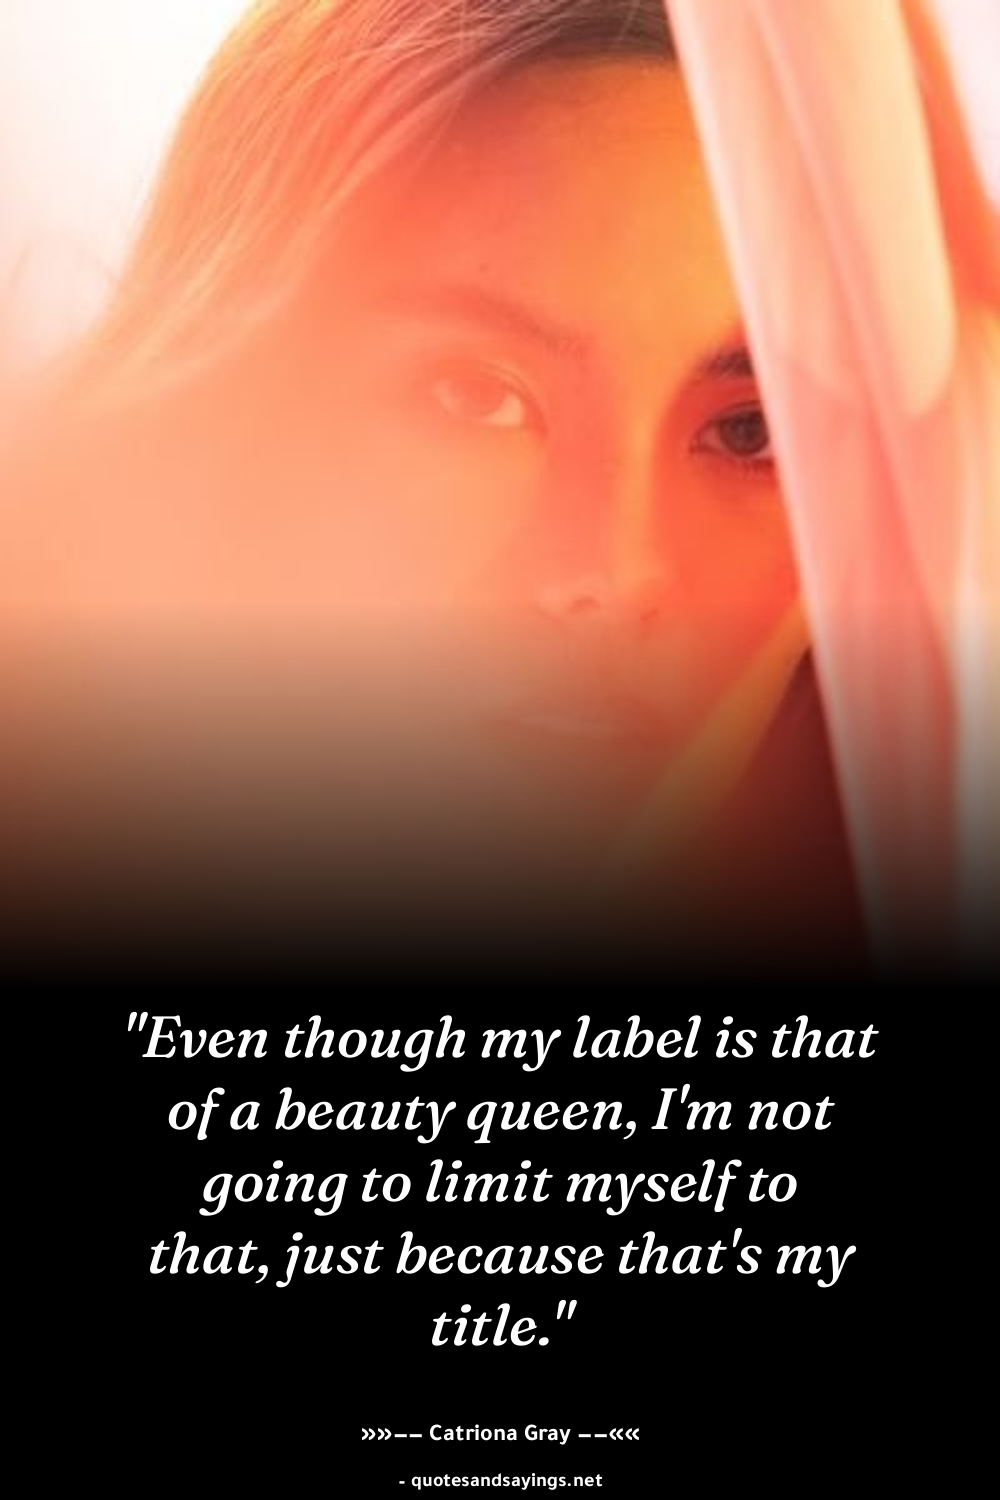 "Even though my label is that
of a beauty queen, I'm not
going to limit myself to
that, just because that's my
title."
»»−− Catriona Gray −−««
- quotesandsayings.net